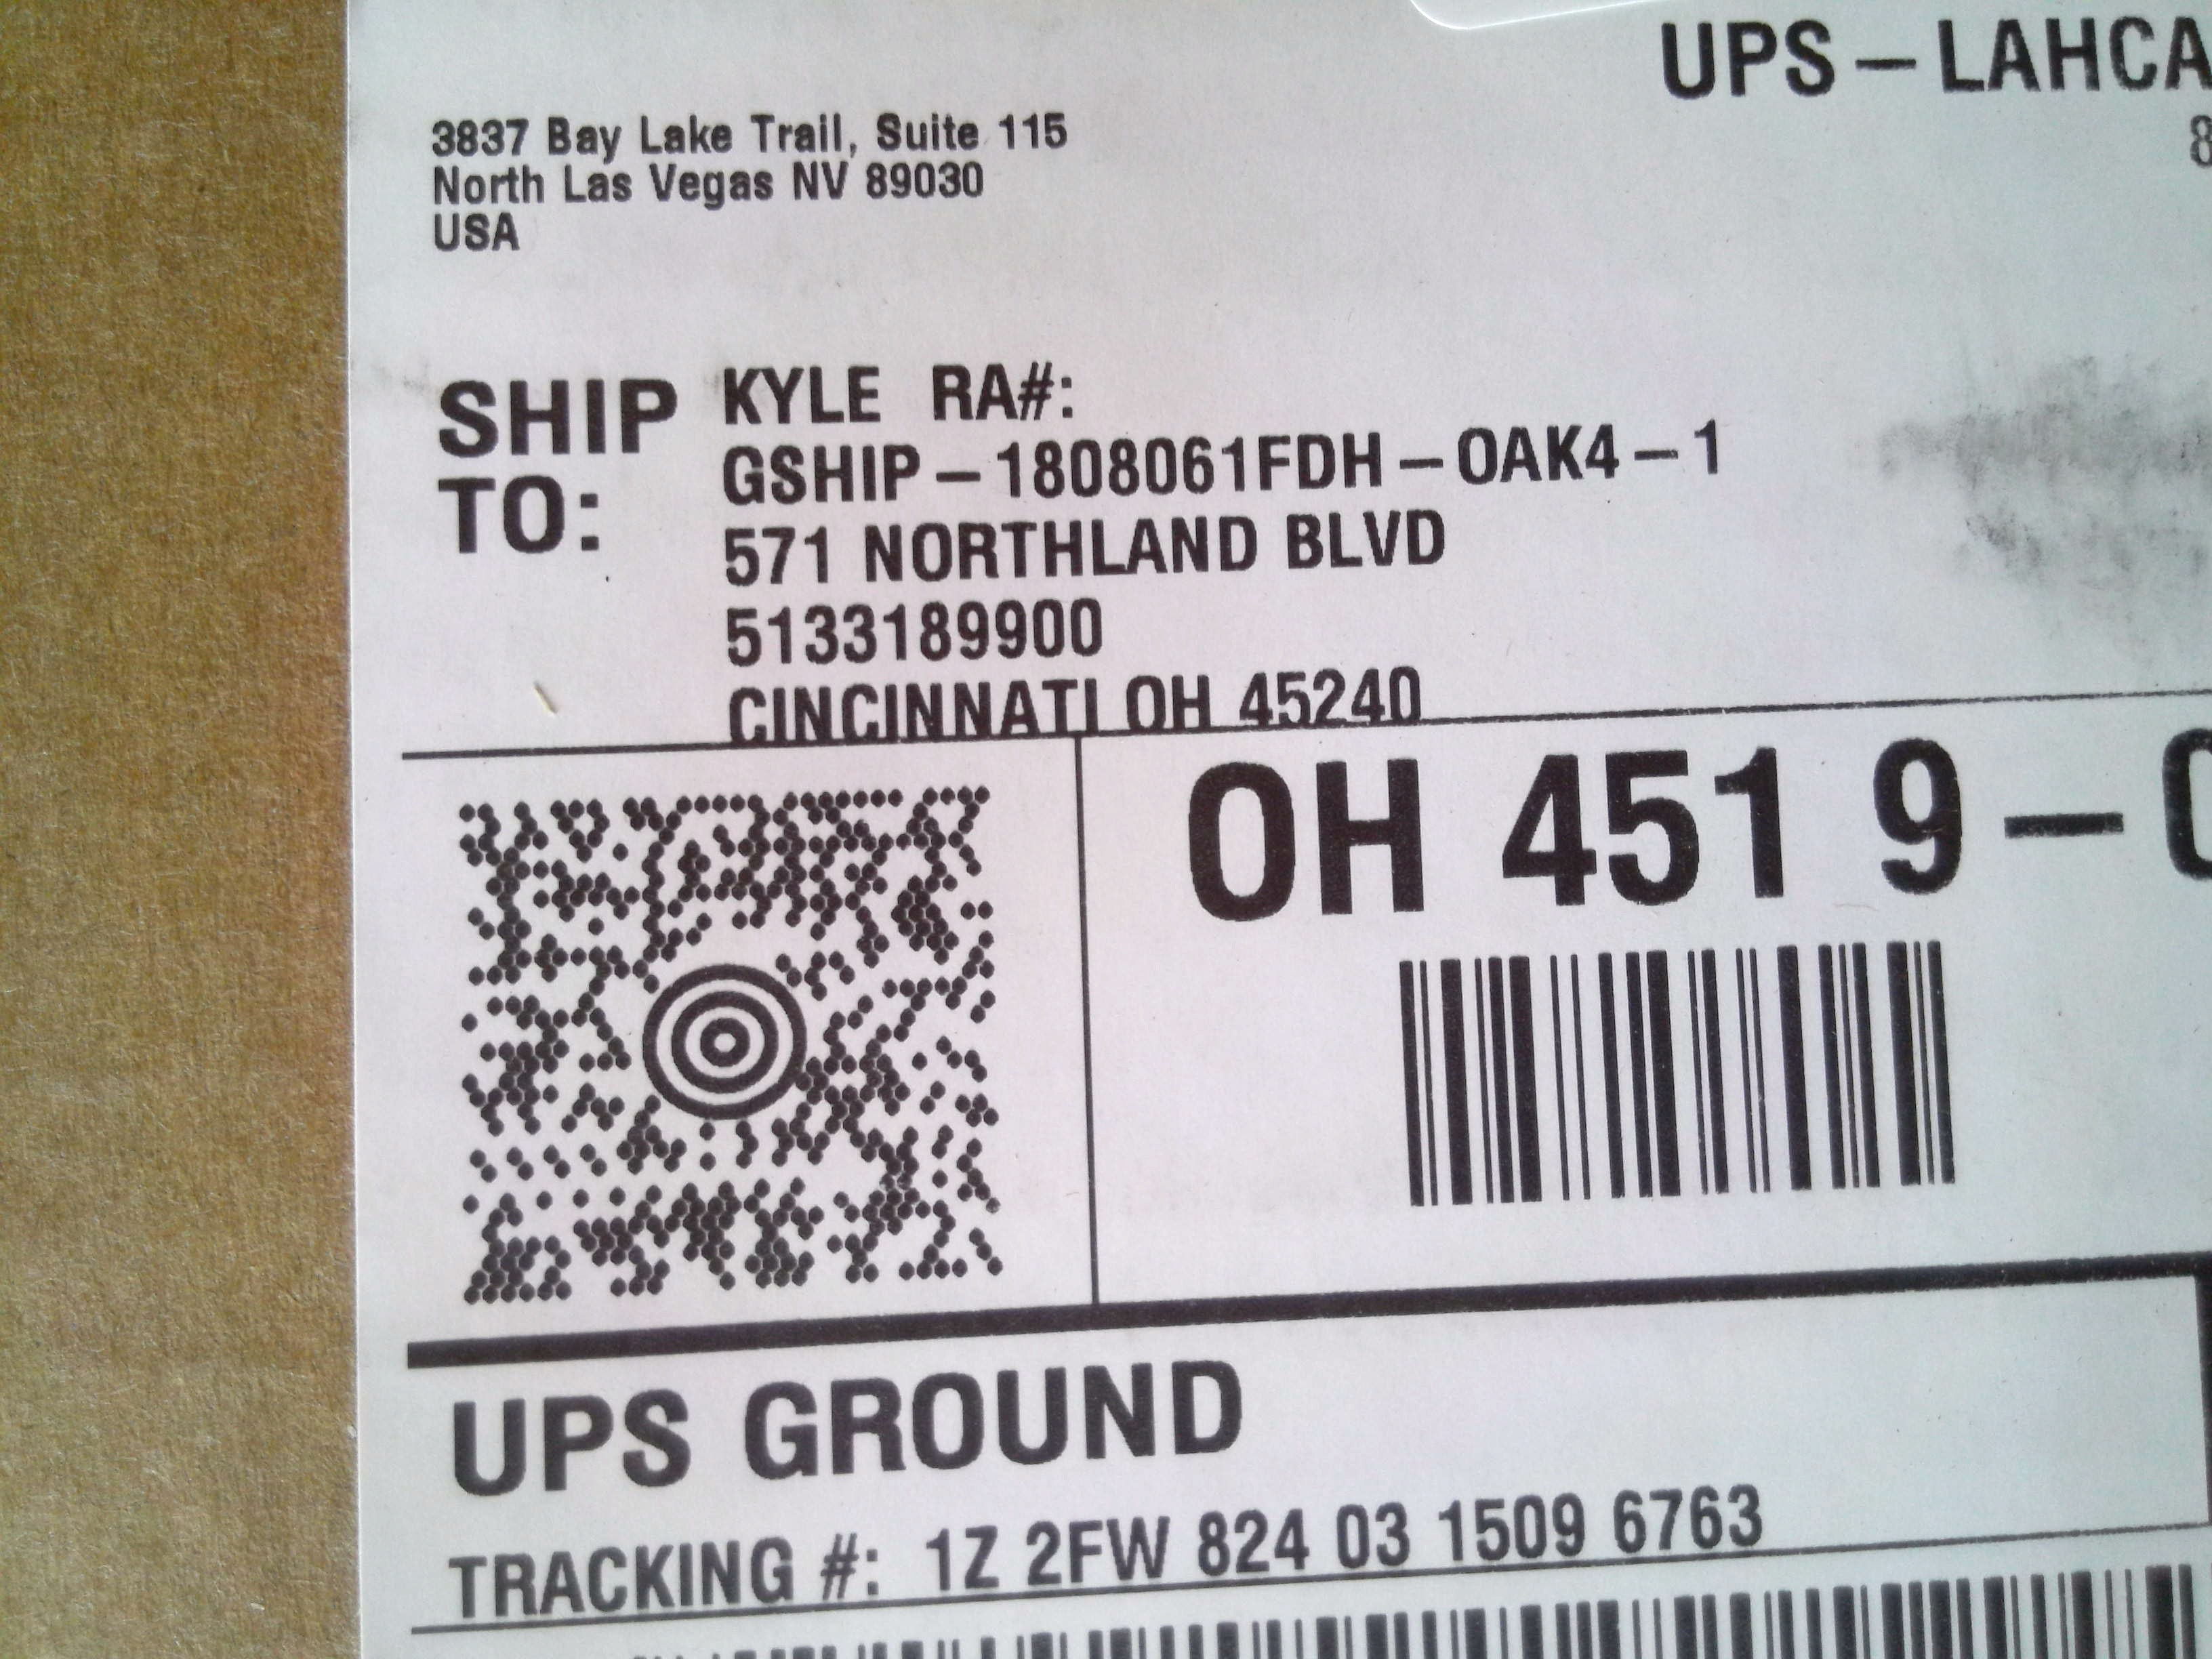 UPS - LAHCA
8
3837 Bay Lake Trail, Suite 115
North Las Vegas NV 89030
USA
SHIP TO:
KYLE RA#:
GSHIP-1808061FDH-OAK4-1
571 NORTHLAND BLVD
5133189900
CINCINNATI OH 45240
OH 451 9-0
UPS GROUND
TRACKING #: 1Z 2FW 824 03 1509 6763